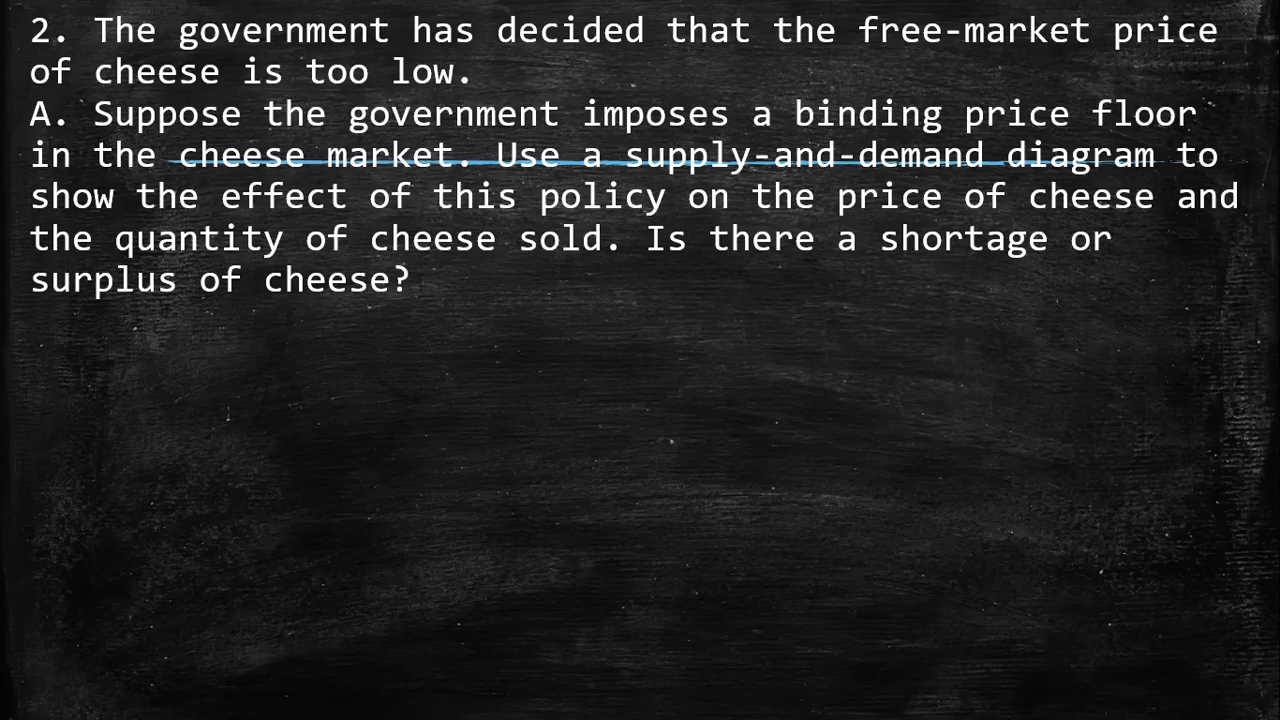 2. The government has decided that the free-market price
of cheese is too low.
A. Suppose the government imposes a binding price floor
in the cheese market. Use a supply-and-demand diagram to
show the effect of this policy on the price of cheese and
the quantity of cheese sold. Is there a shortage or
surplus of cheese?